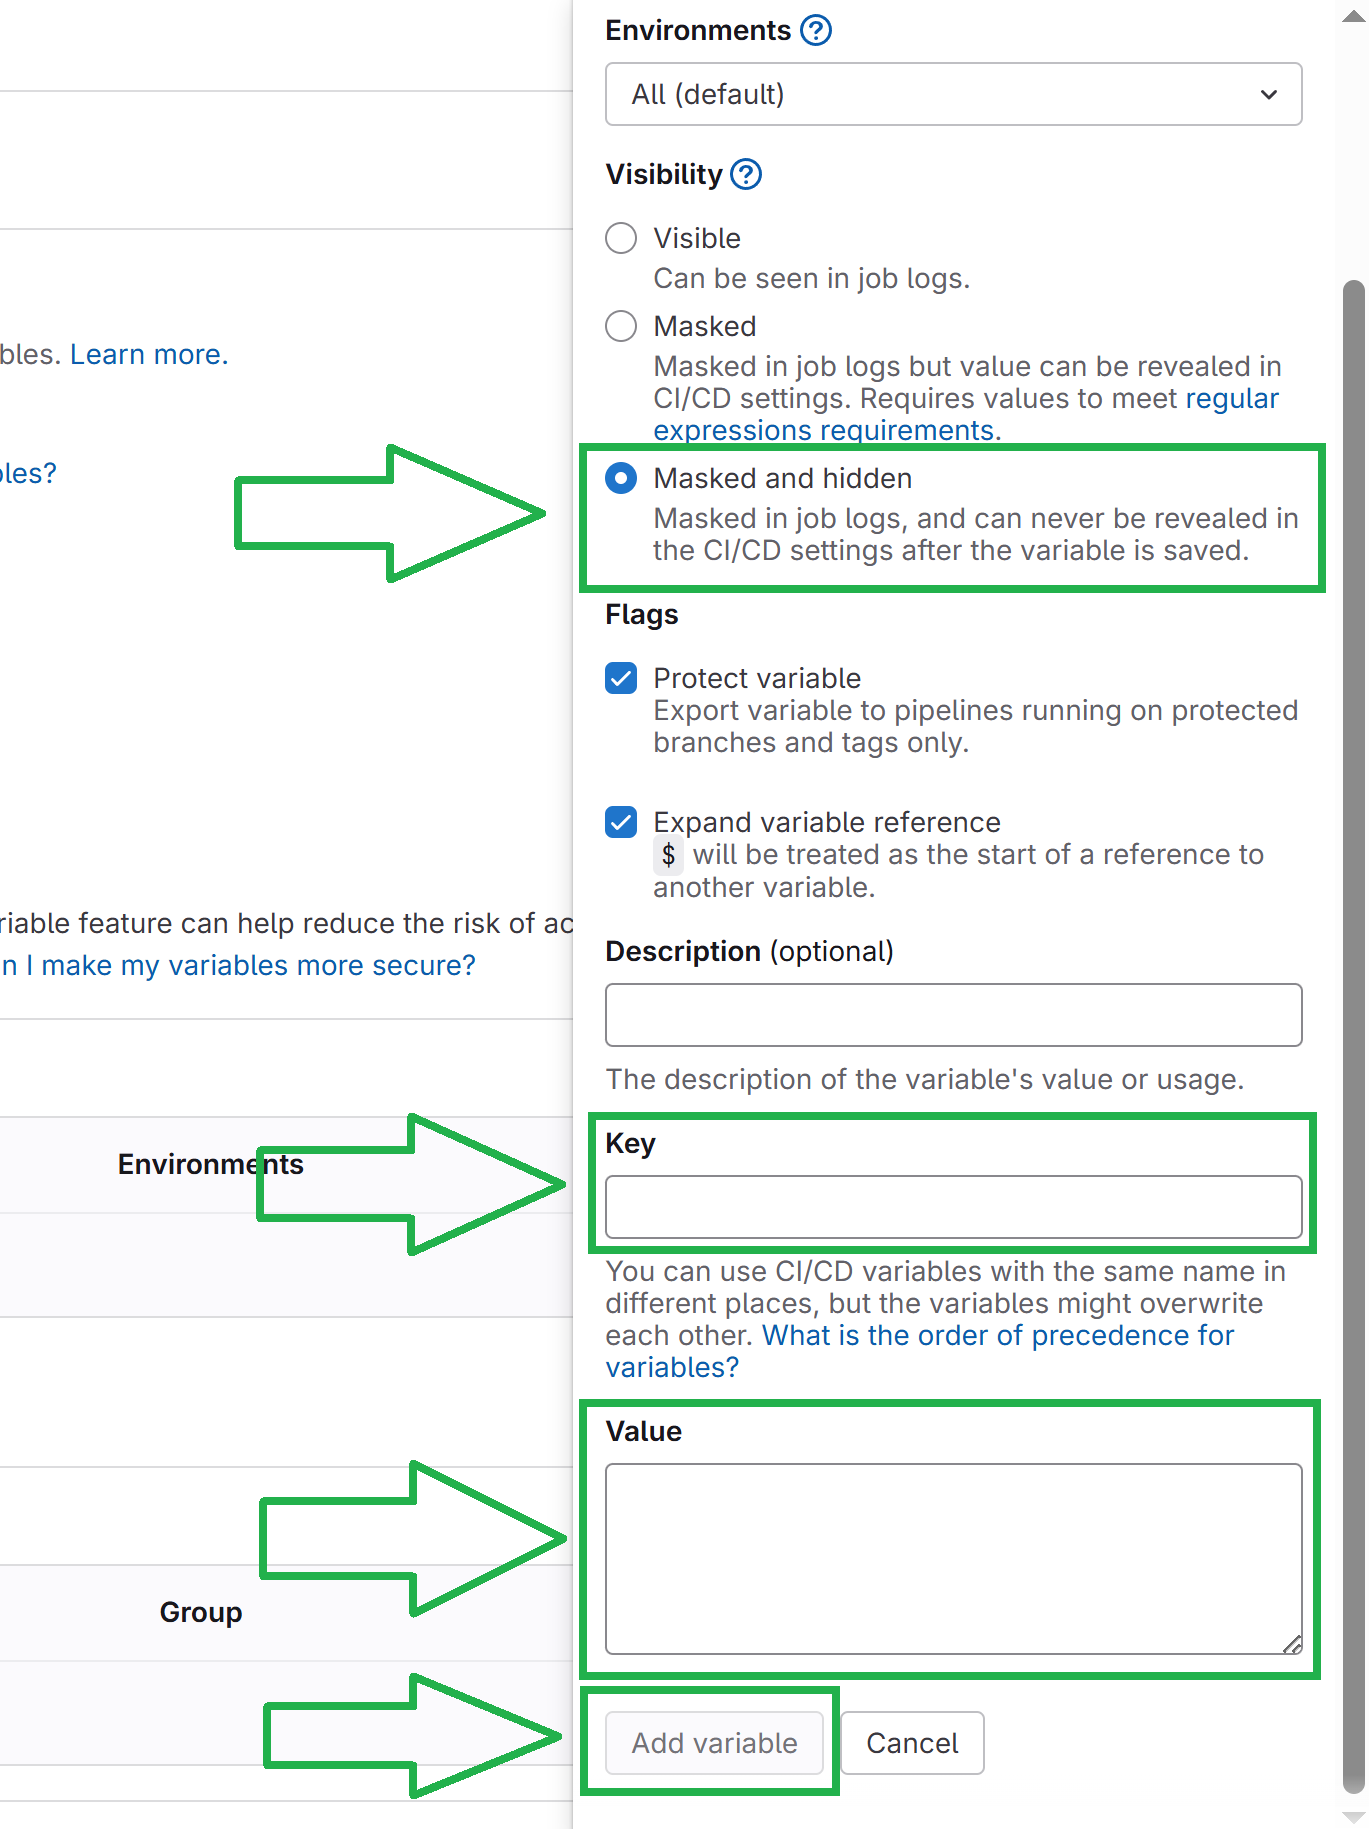 Environments
All (default)
Visibility
Visible
Can be seen in job logs.
Masked
Masked in job logs but value can be revealed in
CI/CD settings. Requires values to meet regular
expressions requirements.
Masked and hidden
Masked in job logs, and can never be revealed in
the CI/CD settings after the variable is saved.
Flags
Protect variable
Export variable to pipelines running on protected
branches and tags only.
Expand variable reference
$ will be treated as the start of a reference to
another variable.
Description (optional)
The description of the variable's value or usage.
Key
You can use CI/CD variables with the same name in
different places, but the variables might overwrite
each other. What is the order of precedence for
variables?
Value
Add variable
Cancel
bles. Learn more.
les?
riable feature can help reduce the risk of ac
n I make my variables more secure?
Environments
Group